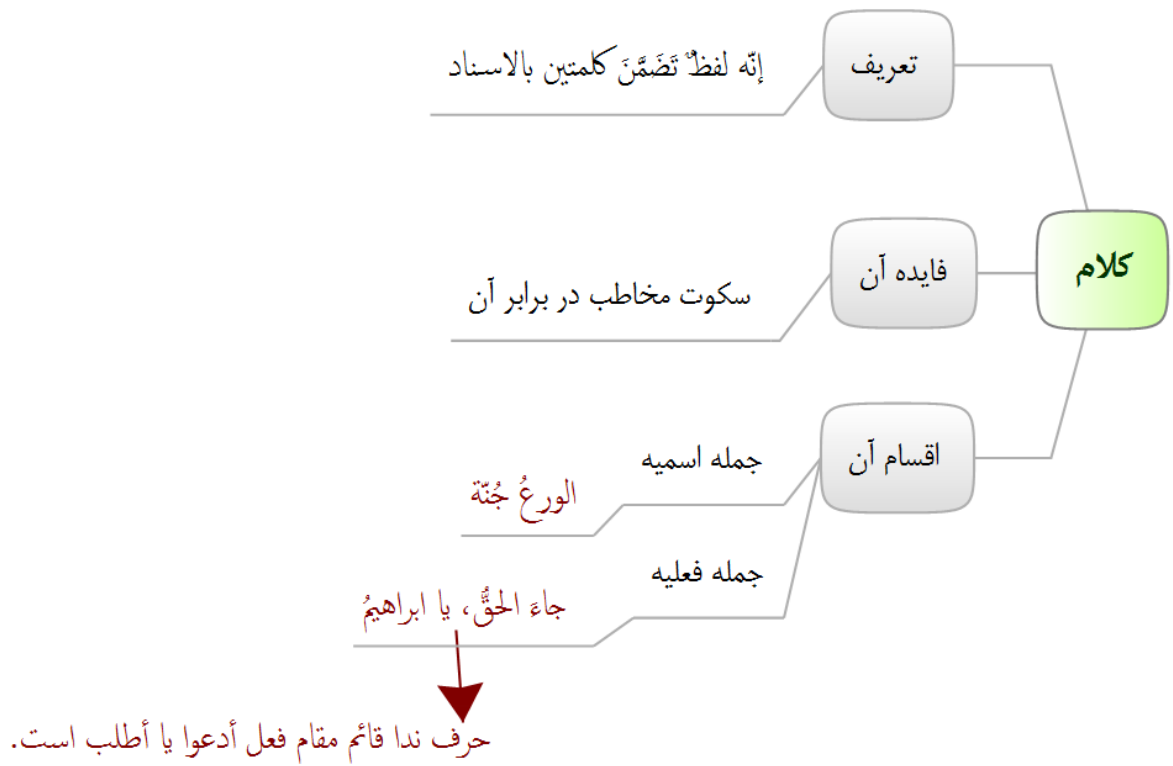 کلام
تعریف
إنّه لفظٌ تَضَمَّنَ کلمتین بالاسناد
فایده آن
سکوت مخاطب در برابر آن
اقسام آن
جمله اسمیه
الورعُ جُنّة
جمله فعلیه
جاءَ الحقُّ، یا ابراهیمُ
حرف ندا قائم مقام فعل أدعوا یا أطلب است.